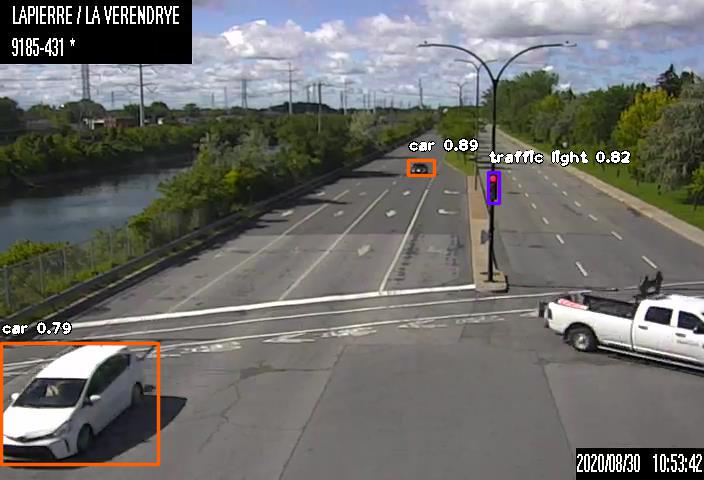 LAPIERRE / LA VERENDRYE
9185-431 *
car 0.89
traffic light 0.82
car 0.79
2020/08/30 10:53:42